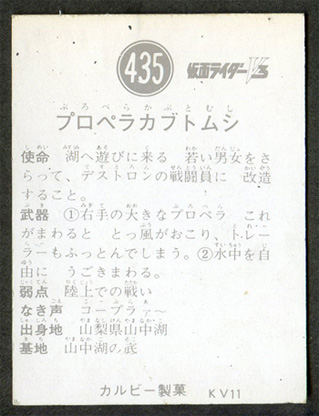 435 仮面ライダーV3
ぷろぺらかぶとむし
プロペラカブトムシ
使命 湖へ遊びに来る 若い男女をさ
らって、デストロンの戦闘員に 改造
すること。
武器 ①右手の大きなプロペラ これ
がまわると とっ風がおこり、トレー
ラーもふっとんでしまう。②水中を自
由に うごきまわる。
弱点 陸上での戦い
なき声 コープラァ〜
出身地 山梨県山中湖
基地 山中湖の底
カルビー製菓 KV11